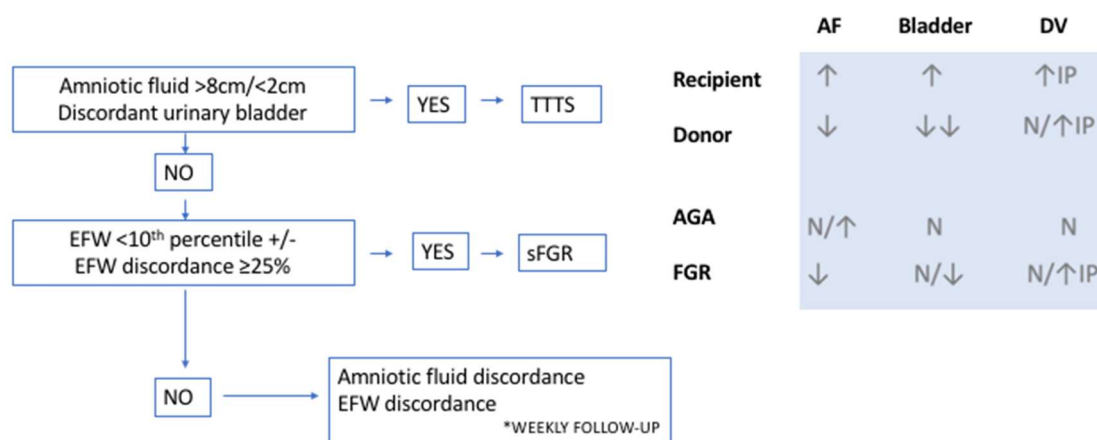 Amniotic fluid >8cm/<2cm
Discordant urinary bladder
YES
TTTS
NO
EFW <10th percentile +/-
EFW discordance ≥25%
YES
sFGR
NO
Amniotic fluid discordance
EFW discordance
*WEEKLY FOLLOW-UP
AF Bladder DV
Recipient ↑ ↑ ↑IP
Donor ↓ ↓↓ N/↑IP
AGA N/↑ N N
FGR ↓ N/↓ N/↑IP